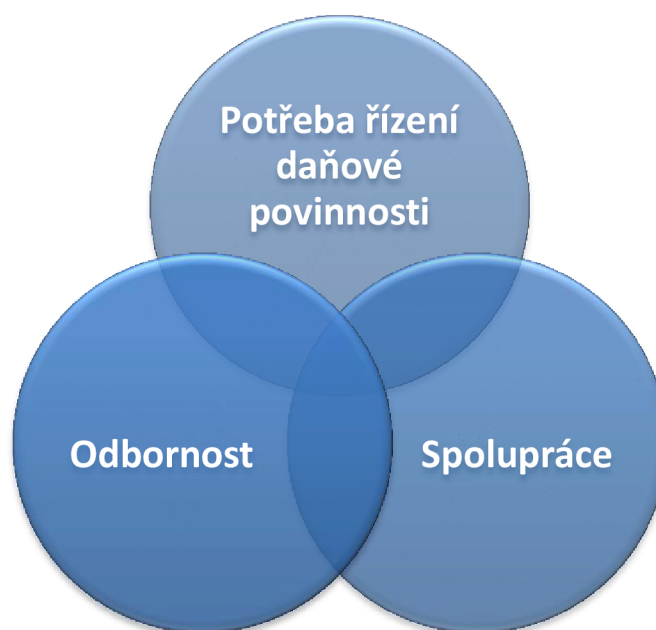 Potřeba řízení
daňové
povinnosti
Odbornost
Spolupráce